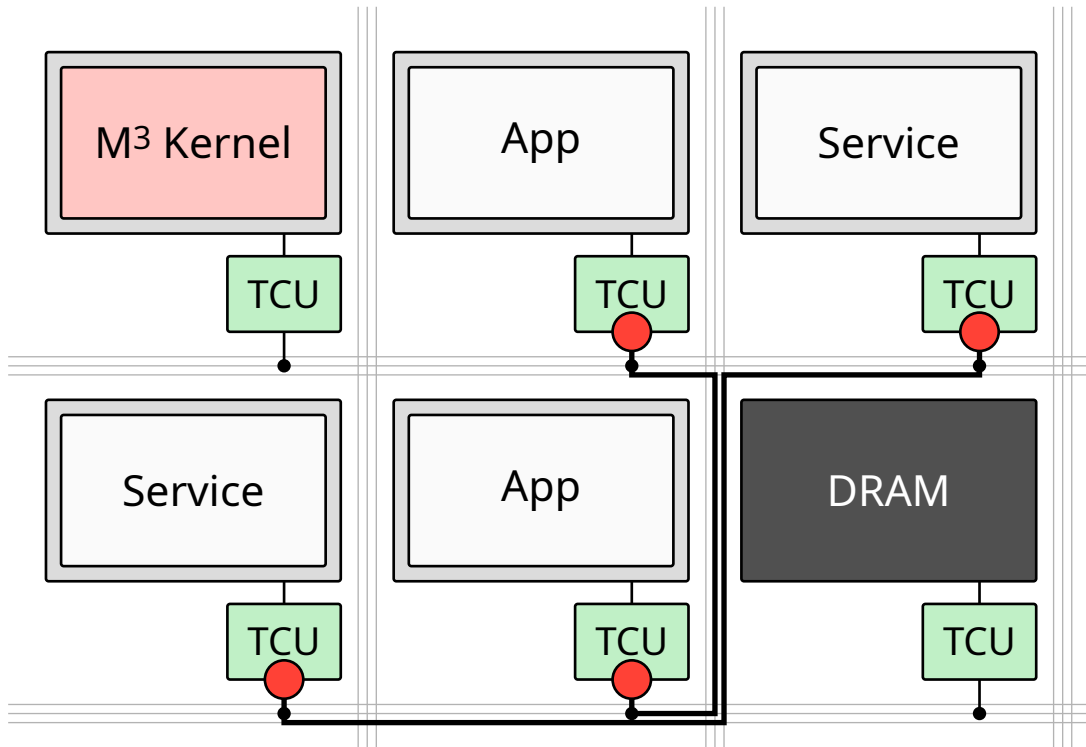 M³ Kernel
App
Service
TCU
TCU
TCU
Service
App
DRAM
TCU
TCU
TCU